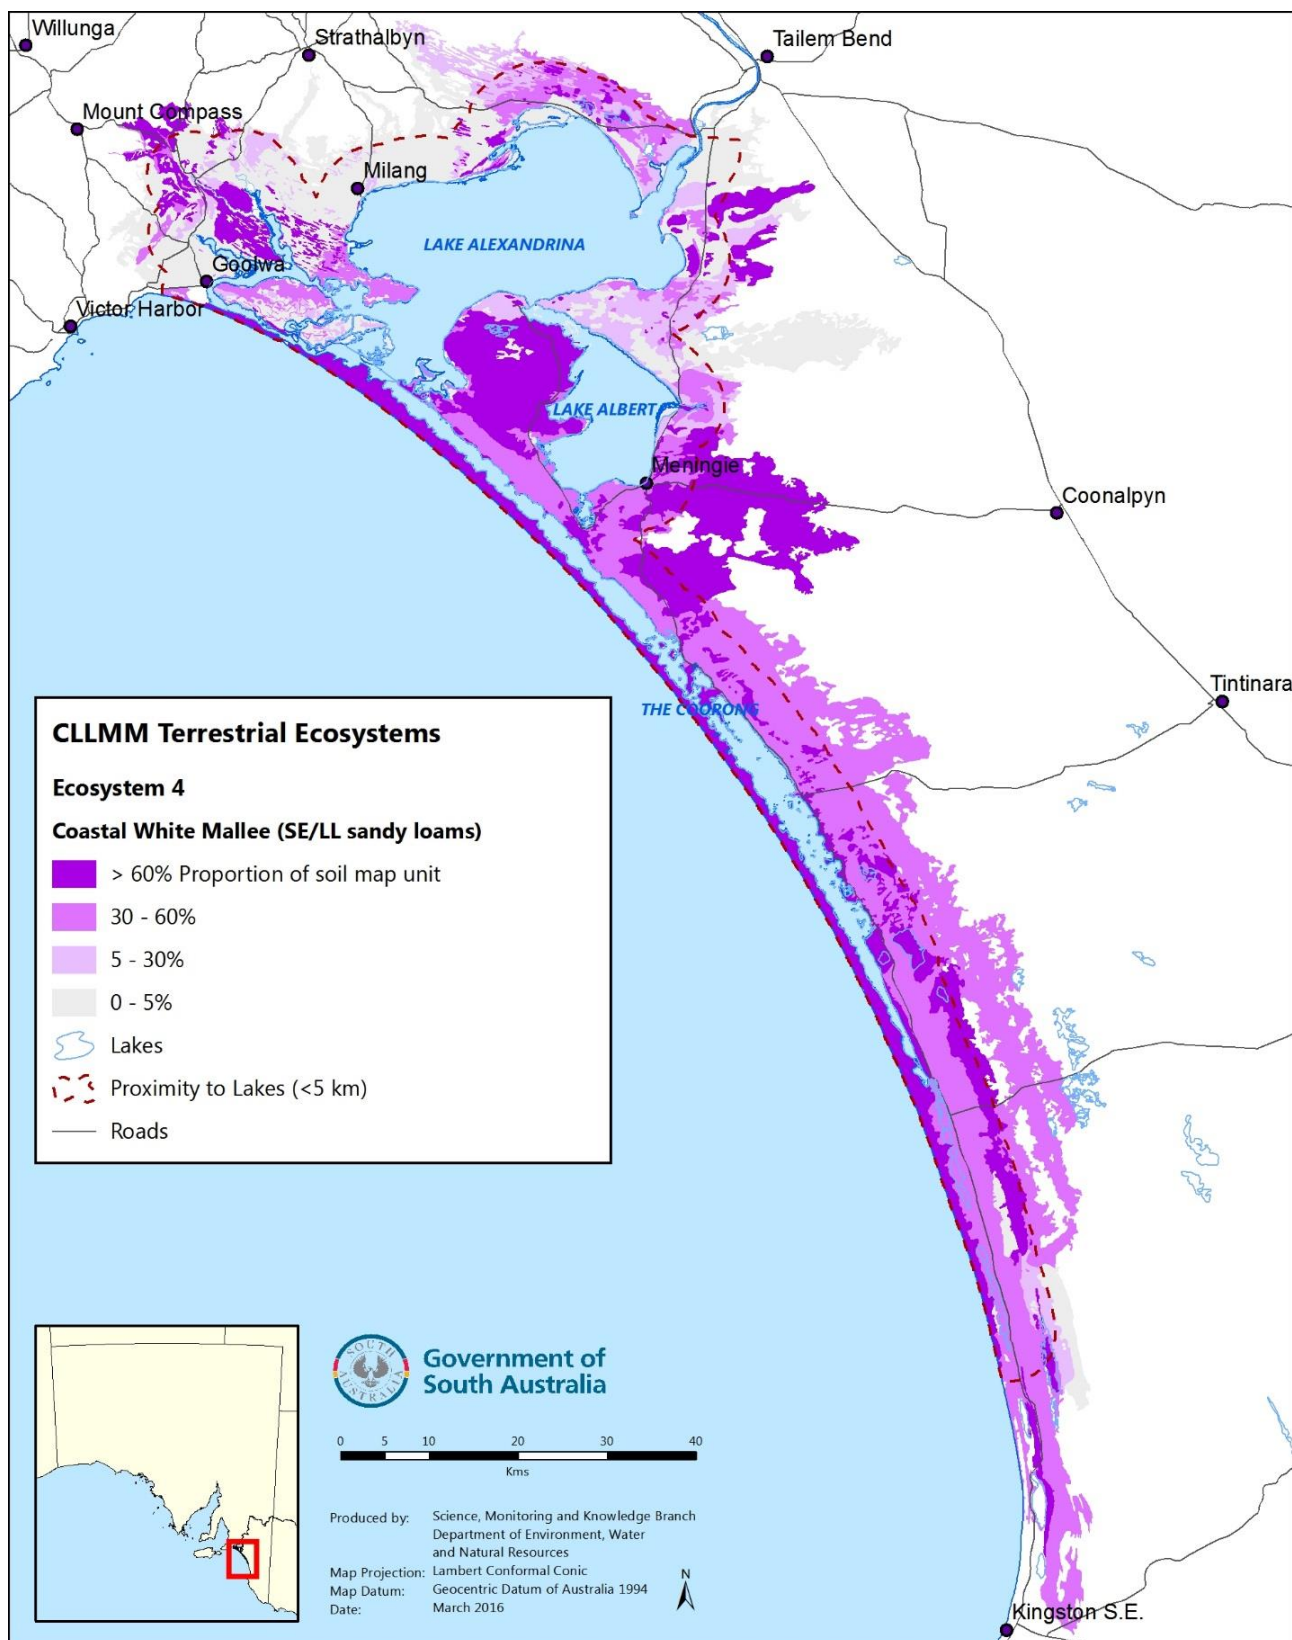 Willunga
Strathalbyn
Tailem Bend
Mount Compass
Milang
LAKE ALEXANDRINA
Goolwa
Victor Harbor
LAKE ALBERT
Meningie
Coonalpyn
Tintinara
THE COORONG
CLLMM Terrestrial Ecosystems
Ecosystem 4
Coastal White Mallee (SE/LL sandy loams)
> 60% Proportion of soil map unit
30 - 60%
5 - 30%
0 - 5%
Lakes
Proximity to Lakes (<5 km)
Roads
SOUTH
AUSTRALIA
Government of
South Australia
0 5 10 20 30 40
Kms
Produced by: Science, Monitoring and Knowledge Branch
Department of Environment, Water
and Natural Resources
Map Projection: Lambert Conformal Conic
Map Datum: Geocentric Datum of Australia 1994
Date: March 2016
N
Kingston S.E.